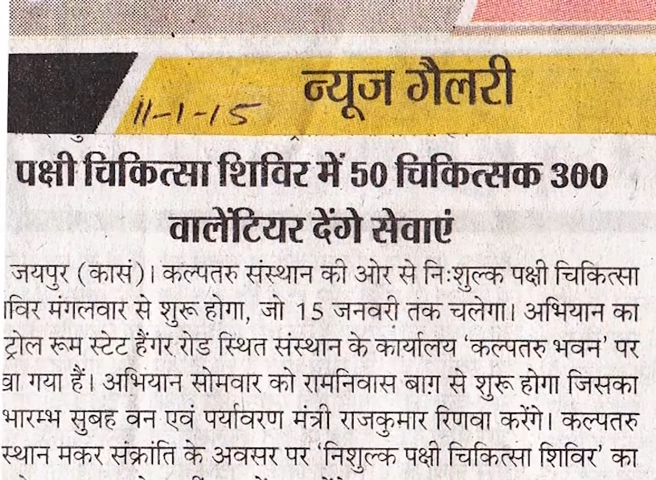 न्यूज गैलरी
11-1-15
पक्षी चिकित्सा शिविर में 50 चिकित्सक 300
वालेंटियर देंगे सेवाएं
जयपुर (कासं)। कल्पतरु संस्थान की ओर से निःशुल्क पक्षी चिकित्सा
िविर मंगलवार से शुरू होगा, जो 15 जनवरी तक चलेगा। अभियान का
ट्रोल रूम स्टेट हैंगर रोड स्थित संस्थान के कार्यालय ‘कल्पतरु भवन’ पर
खा गया हैं। अभियान सोमवार को रामनिवास बाग़ से शुरू होगा जिसका
भारम्भ सुबह वन एवं पर्यावरण मंत्री राजकुमार रिणवा करेंगे। कल्पतरु
स्थान मकर संक्रांति के अवसर पर ‘निशुल्क पक्षी चिकित्सा शिविर’ का